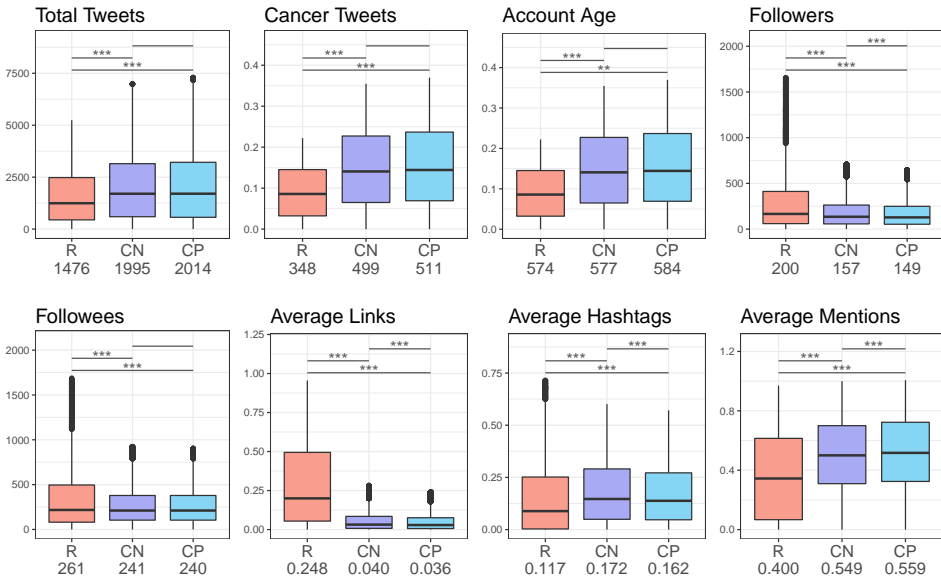 Total Tweets
Cancer Tweets
Account Age
Followers
7500
5000
2500
0
***
***
R CN CP
1476 1995 2014
0.4
0.3
0.2
0.1
0.0
***
***
R CN CP
348 499 511
0.4
0.3
0.2
0.1
0.0
***
**
R CN CP
574 577 584
2000
1500
1000
500
0
***
***
***
R CN CP
200 157 149
Followees
Average Links
Average Hashtags
Average Mentions
2000
1500
1000
500
0
***
***
R CN CP
261 241 240
1.25
1.00
0.75
0.50
0.25
0.00
***
***
***
R CN CP
0.248 0.040 0.036
0.75
0.50
0.25
0.00
***
***
***
R CN CP
0.117 0.172 0.162
1.2
0.8
0.4
0.0
***
***
***
R CN CP
0.400 0.549 0.559